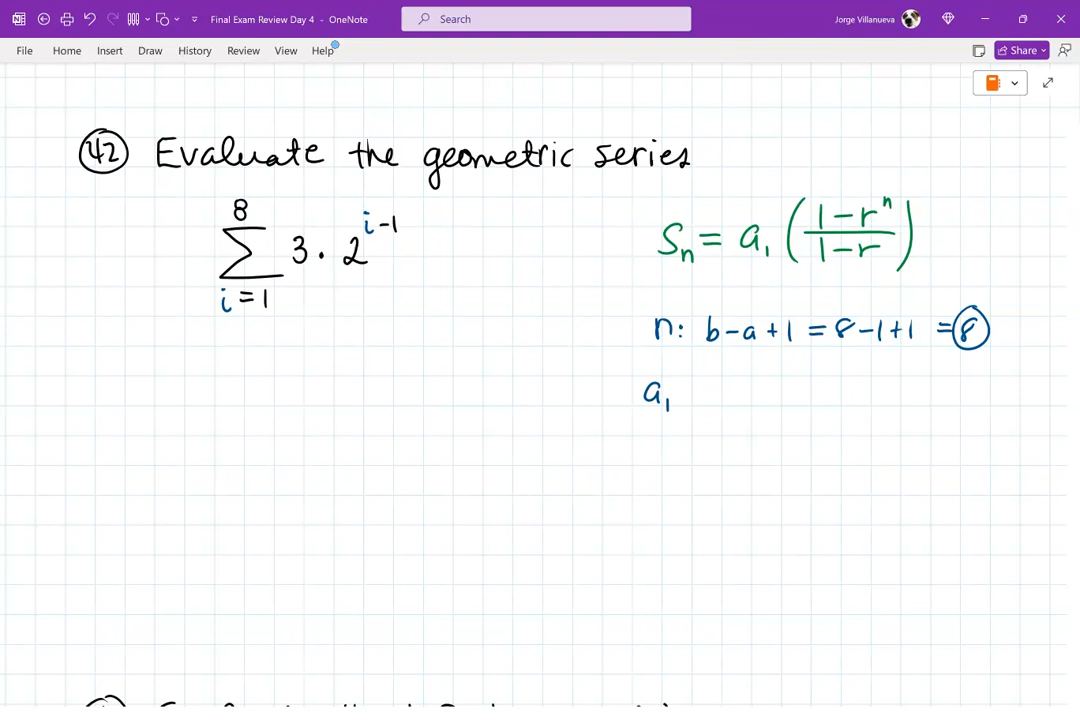 Final Exam Review Day 4 - OneNote
Search
Jorge Villanueva
File Home Insert Draw History Review View Help
Share
42 Evaluate the geometric series
8
∑ 3 · 2^(i-1)
i = 1
Sn = a₁ ( (1 - rⁿ) / (1 - r) )
n: b - a + 1 = 8 - 1 + 1 = 8
a₁